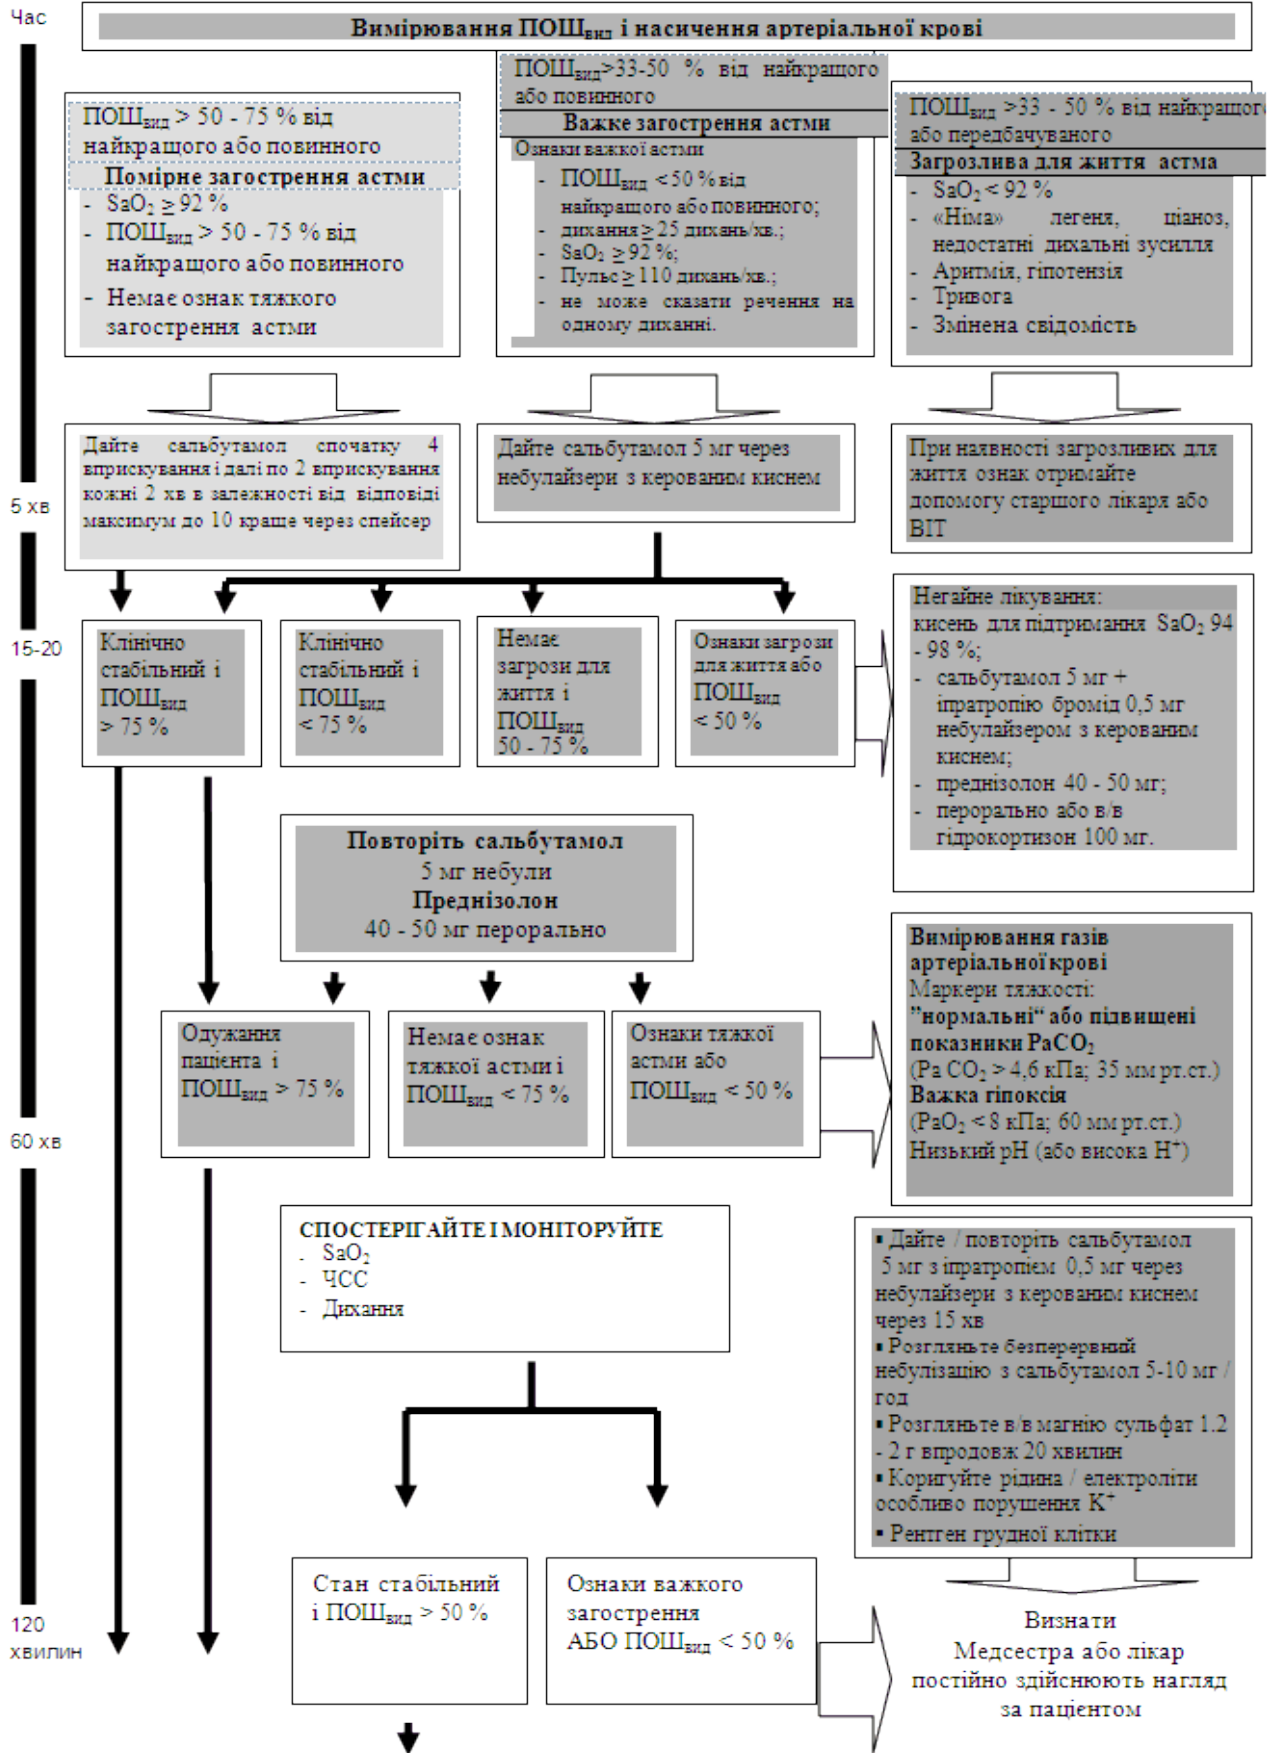 Час
Вимірювання ПОШвид і насичення артеріальної крові
ПОШвид > 50 - 75 % від
найкращого або повинного
Помірне загострення астми
- SaO2 ≥ 92 %
- ПОШвид > 50 - 75 % від
найкращого або повинного
- Немає ознак тяжкого
загострення астми
ПОШвид>33-50 % від найкращого
або повинного
Важке загострення астми
Ознаки важкої астми
- ПОШвид <50 % від
найкращого або повинного;
- дихання ≥ 25 дихань/хв.;
- SaO2 ≥ 92 %;
- Пульс ≥ 110 дихань/хв.;
- не може сказати речення на
одному диханні.
ПОШвид >33 - 50 % від найкращого
або передбачуваного
Загрозлива для життя астма
- SaO2 < 92 %
- «Німа» легеня, ціаноз,
недостатні дихальні зусилля
- Аритмія, гіпотензія
- Тривога
- Змінена свідомість
5 хв
Дайте сальбутамол спочатку 4
вприскування і далі по 2 вприскування
кожні 2 хв в залежності від відповіді
максимум до 10 краще через спейсер
Дайте сальбутамол 5 мг через
небулайзери з керованим киснем
При наявності загрозливих для
життя ознак отримайте
допомогу старшого лікаря або
ВІТ
15-20
Клінічно
стабільний і
ПОШвид
> 75 %
Клінічно
стабільний і
ПОШвид
< 75 %
Немає
загрози для
життя і
ПОШвид
50 - 75 %
Ознаки загрози
для життя або
ПОШвид
< 50 %
Негайне лікування:
кисень для підтримання SaO2 94
- 98 %;
- сальбутамол 5 мг +
іпратропію бромід 0,5 мг
небулайзером з керованим
киснем;
- преднізолон 40 - 50 мг;
- перорально або в/в
гідрокортизон 100 мг.
Повторіть сальбутамол
5 мг небули
Преднізолон
40 - 50 мг перорально
60 хв
Одужання
пацієнта і
ПОШвид > 75 %
Немає ознак
тяжкої астми і
ПОШвид < 75 %
Ознаки тяжкої
астми або
ПОШвид < 50 %
Вимірювання газів
артеріальної крові
Маркери тяжкості:
”нормальні“ або підвищені
показники PaCO2
(Pa CO2 > 4,6 кПа; 35 мм рт.ст.)
Важка гіпоксія
(PaO2 < 8 кПа; 60 мм рт.ст.)
Низький pH (або висока H+)
СПОСТЕРІГАЙТЕ І МОНІТОРУЙТЕ
- SaO2
- ЧСС
- Дихання
▪ Дайте / повторіть сальбутамол
5 мг з іпратропієм 0,5 мг через
небулайзери з керованим киснем
через 15 хв
▪ Розгляньте безперервний
небулізацію з сальбутамол 5-10 мг /
год
▪ Розгляньте в/в магнію сульфат 1.2
- 2 г впродовж 20 хвилин
▪ Коригуйте рідина / електроліти
особливо порушення K+
▪ Рентген грудної клітки
120
хвилин
Стан стабільний
і ПОШвид > 50 %
Ознаки важкого
загострення
АБО ПОШвид < 50 %
Визнати
Медсестра або лікар
постійно здійснюють нагляд
за пацієнтом